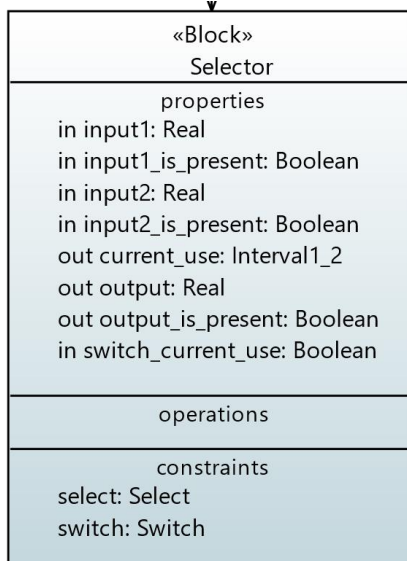 «Block»
Selector
properties
in input1: Real
in input1_is_present: Boolean
in input2: Real
in input2_is_present: Boolean
out current_use: Interval1_2
out output: Real
out output_is_present: Boolean
in switch_current_use: Boolean
operations
constraints
select: Select
switch: Switch